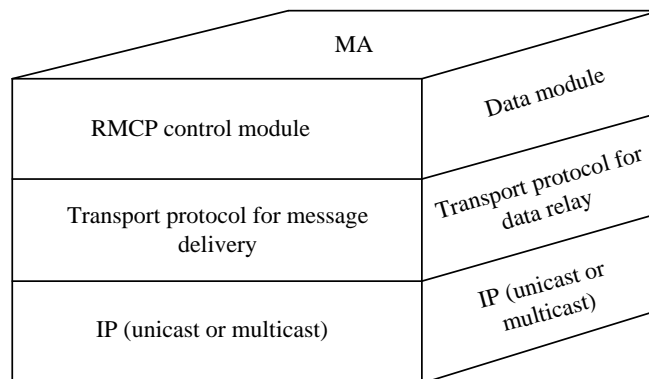 MA
RMCP control module
Data module
Transport protocol for message
delivery
Transport protocol for
data relay
IP (unicast or multicast)
IP (unicast or
multicast)